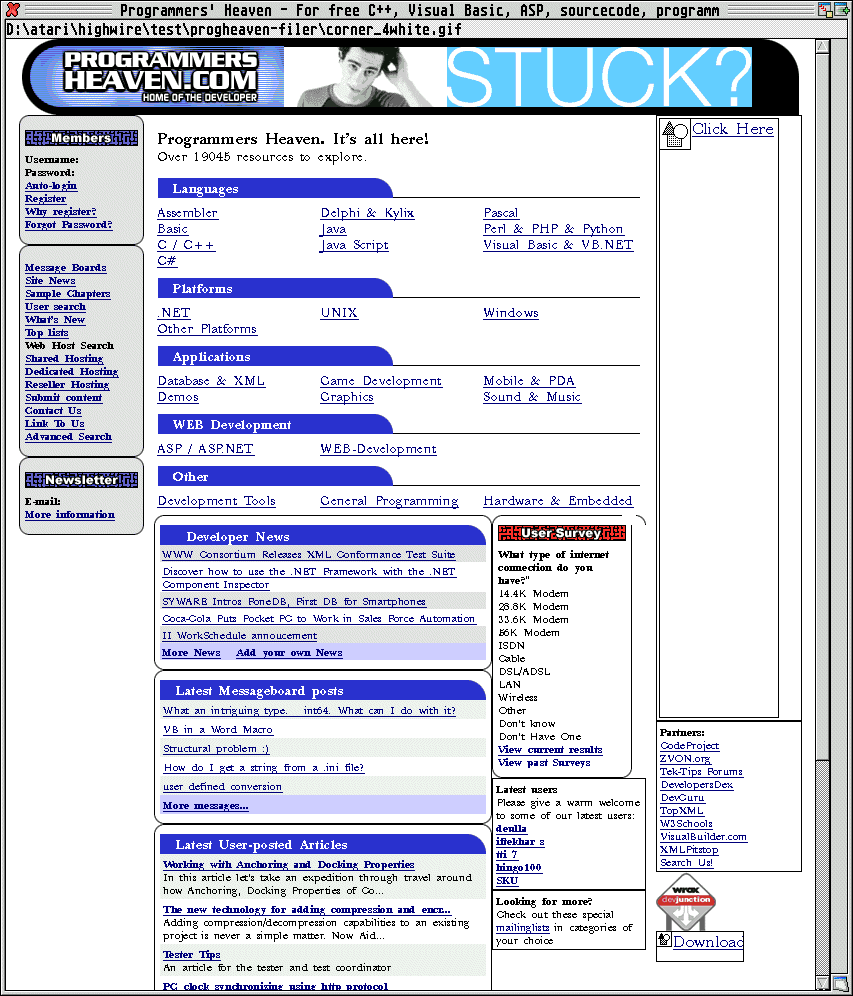 Programmers' Heaven - For free C++, Visual Basic, ASP, sourcecode, programm
D:\atari\highwire\test\progheaven-filer\corner_4white.gif
PROGRAMMERS
HEAVEN.COM
HOME OF THE DEVELOPER
STUCK?
Members
Username:
Password:
Auto-login
Register
Why register?
Forgot Password?
Message Boards
Site News
Sample Chapters
User search
What's New
Top lists
Web Host Search
Shared Hosting
Dedicated Hosting
Reseller Hosting
Submit content
Contact Us
Link To Us
Advanced Search
Newsletter
E-mail:
More information
Programmers Heaven. It's all here!
Over 19045 resources to explore.
Languages
Assembler Delphi & Kylix Pascal
Basic Java Perl & PHP & Python
C / C++ Java Script Visual Basic & VB.NET
C#
Platforms
.NET UNIX Windows
Other Platforms
Applications
Database & XML Game Development Mobile & PDA
Demos Graphics Sound & Music
WEB Development
ASP / ASP.NET WEB-Development
Other
Development Tools General Programming Hardware & Embedded
Developer News
WWW Consortium Releases XML Conformance Test Suite
Discover how to use the .NET Framework with the .NET
Component Inspector
SYWARE Intros PoneDB, First DB for Smartphones
Coca-Cola Puts Pocket PC to Work in Sales Force Automation
II WorkSchedule annoucement
More News Add your own News
Latest Messageboard posts
What an intriguing type. int64. What can I do with it?
VB in a Word Macro
Structural problem :)
How do I get a string from a .ini file?
user defined conversion
More messages...
Latest User-posted Articles
Working with Anchoring and Docking Properties
In this article let's take an expedition through travel around
how Anchoring, Docking Properties of Co...
The new technology for adding compression and encr...
Adding compression/decompression capabilities to an existing
project is never a simple matter. Now Aid...
Tester Tips
An article for the tester and test coordinator
PC clock synchronizing using http protocol
User Survey
What type of internet
connection do you
have?"
14.4K Modem
28.8K Modem
33.6K Modem
56K Modem
ISDN
Cable
DSL/ADSL
LAN
Wireless
Other
Don't know
Don't Have One
View current results
View past Surveys
Latest users
Please give a warm welcome
to some of our latest users:
denlla
iftekhar s
tti 7
hingo100
SKU
Looking for more?
Check out these special
mailinglists in categories of
your choice
Click Here
Partners:
CodeProject
ZVON.org
Tek-Tips Forums
DevelopersDex
DevGuru
TopXML
W3Schools
VisualBuilder.com
XMLPitstop
Search Us!
wrox
devjunction
Download